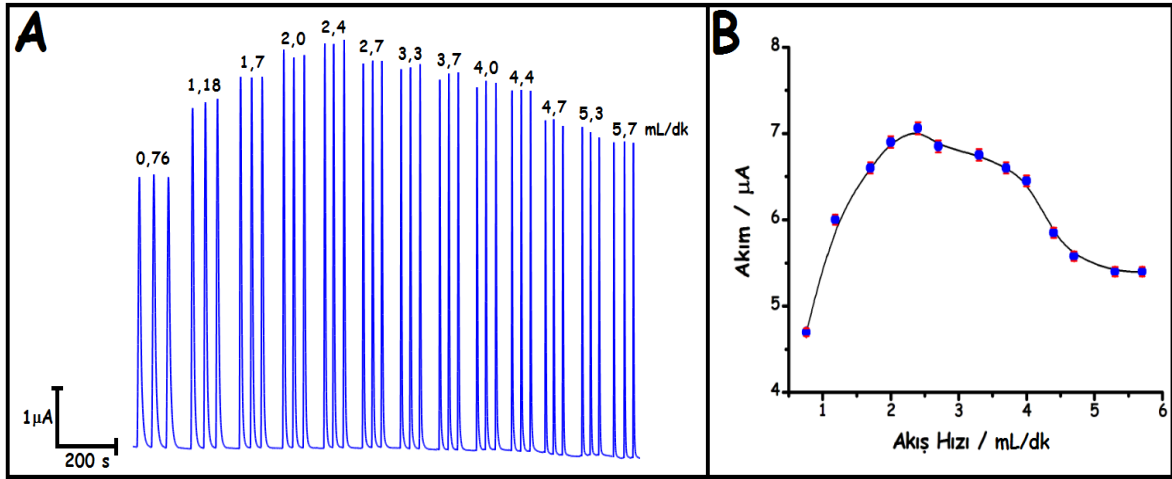 A
0,76
1,18
1,7
2,0
2,4
2,7
3,3
3,7
4,0
4,4
4,7
5,3
5,7 mL/dk
1µA
200 s
B
Akım / µA
8
7
6
5
4
1 2 3 4 5 6
Akış Hızı / mL/dk